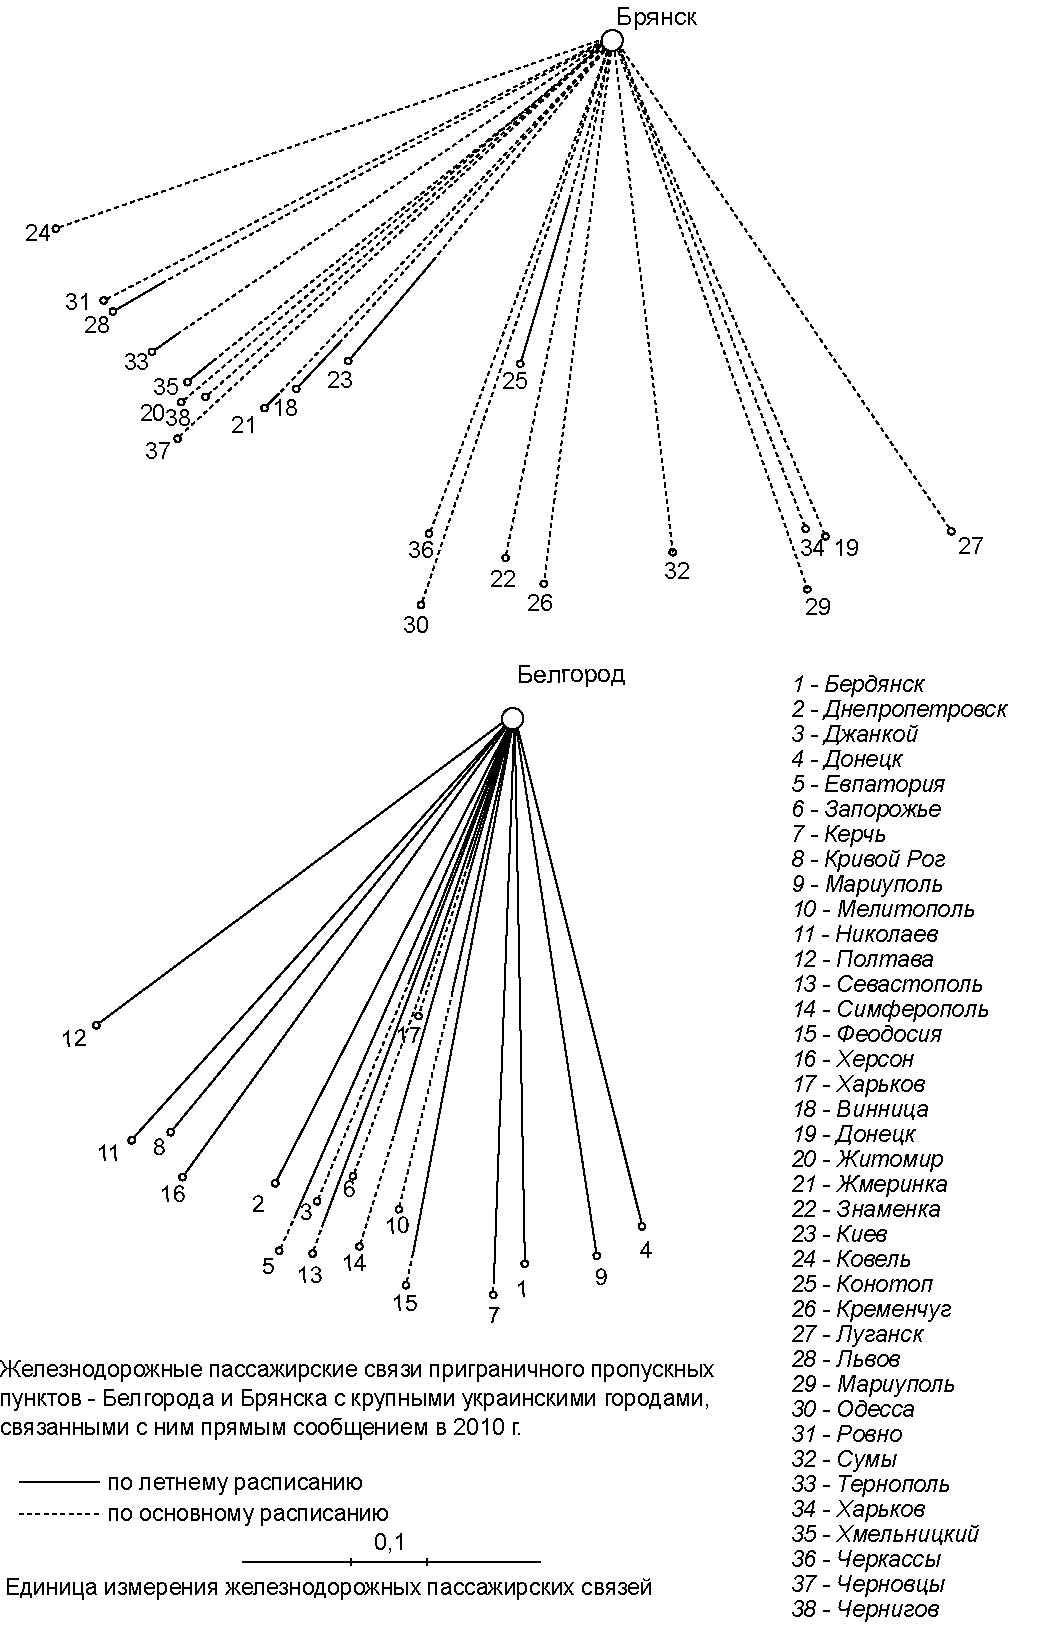 Брянск
24
31
28
33
35
20
38
37
21
18
23
25
36
30
22
26
32
34
19
29
27
Белгород
12
11
8
16
2
3
6
17
5
13
14
10
15
7
1
9
4
1 - Бердянск
2 - Днепропетровск
3 - Джанкой
4 - Донецк
5 - Евпатория
6 - Запорожье
7 - Керчь
8 - Кривой Рог
9 - Мариуполь
10 - Мелитополь
11 - Николаев
12 - Полтава
13 - Севастополь
14 - Симферополь
15 - Феодосия
16 - Херсон
17 - Харьков
18 - Винница
19 - Донецк
20 - Житомир
21 - Жмеринка
22 - Знаменка
23 - Киев
24 - Ковель
25 - Конотоп
26 - Кременчуг
27 - Луганск
28 - Львов
29 - Мариуполь
30 - Одесса
31 - Ровно
32 - Сумы
33 - Тернополь
34 - Харьков
35 - Хмельницкий
36 - Черкассы
37 - Черновцы
38 - Чернигов
Железнодорожные пассажирские связи приграничного пропускных
пунктов - Белгорода и Брянска с крупными украинскими городами,
связанными с ним прямым сообщением в 2010 г.
по летнему расписанию
по основному расписанию
0,1
Единица измерения железнодорожных пассажирских связей